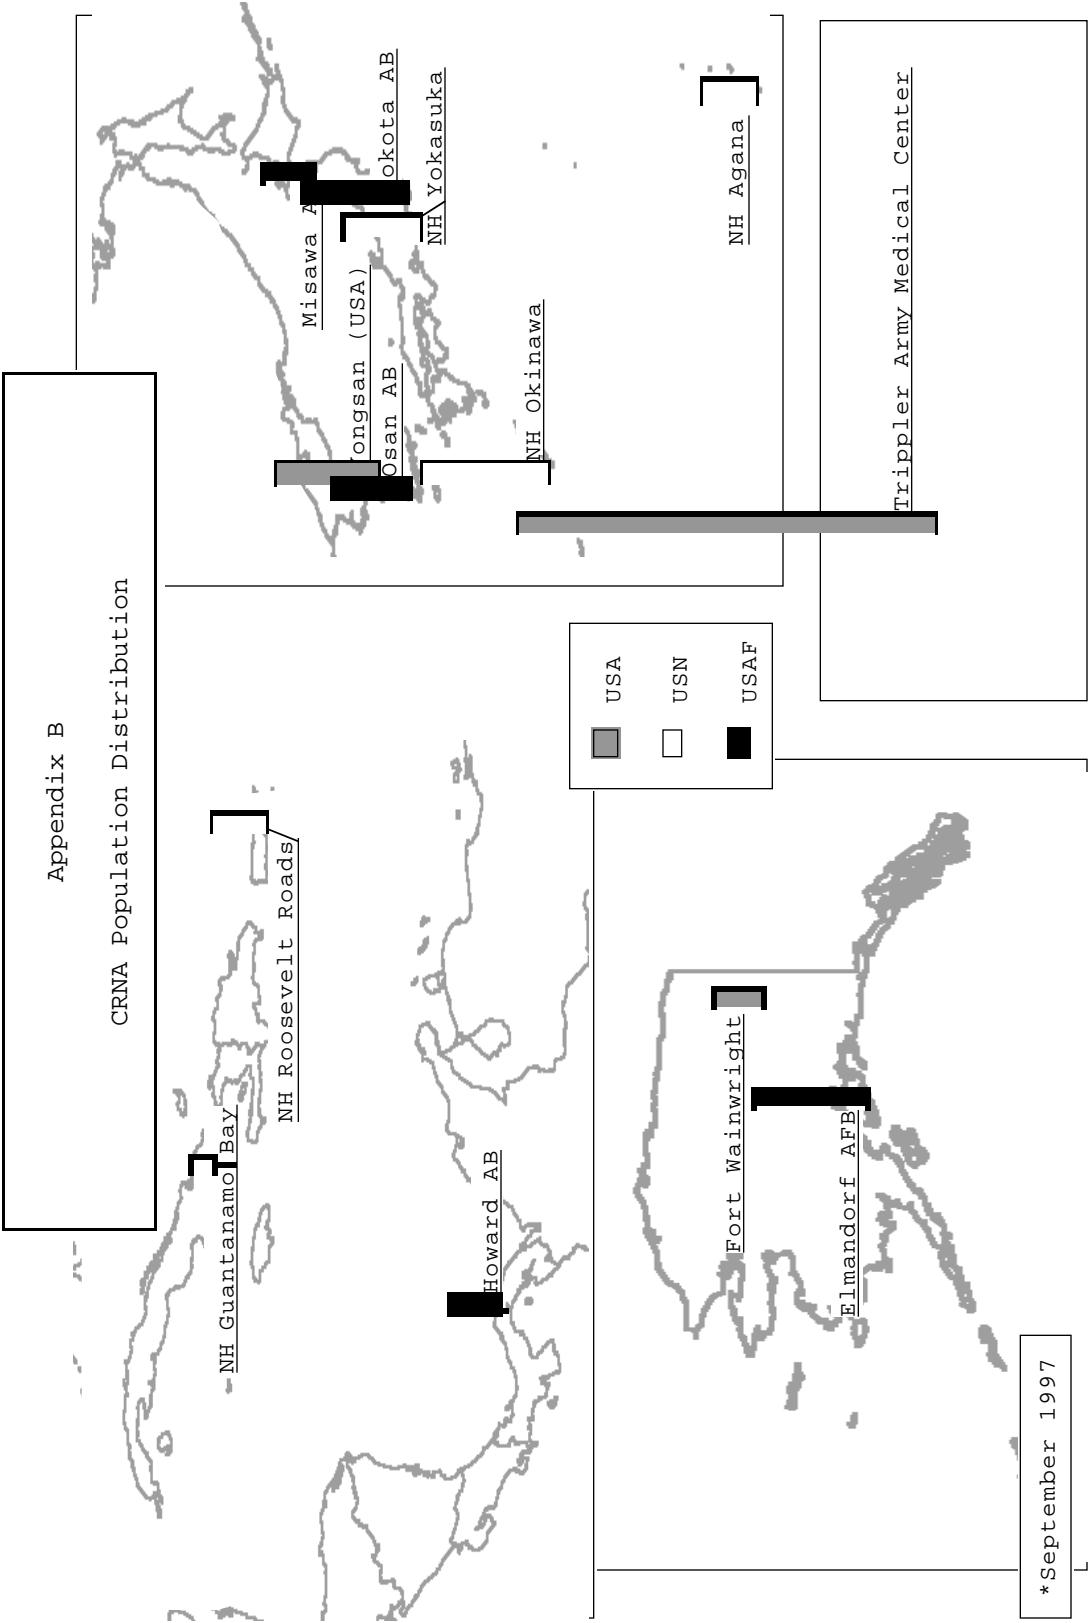 Appendix B
CRNA Population Distribution
Misawa A
okota AB
NH Yokasuka
ongsan (USA)
Osan AB
NH Okinawa
NH Agana
Trippler Army Medical Center
USA
USN
USAF
NH Roosevelt Roads
NH Guantanamo Bay
Howard AB
Fort Wainwright
Elmandorf AFB
*September 1997